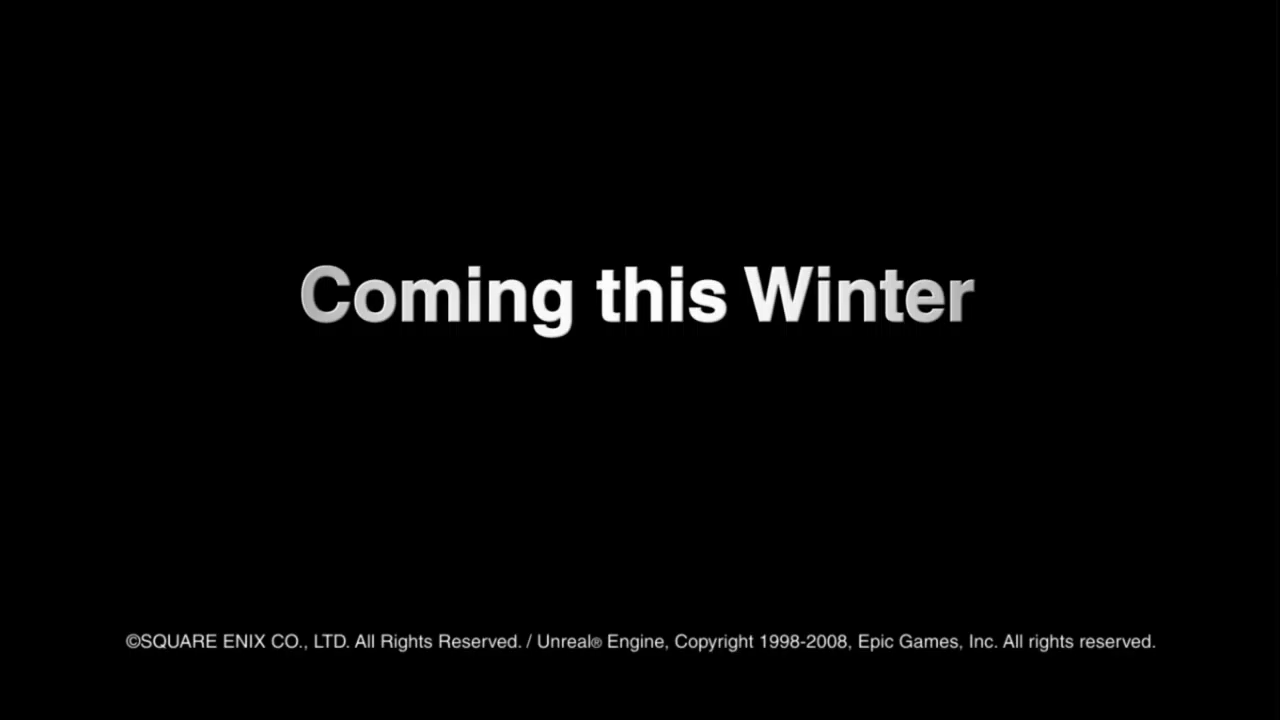 Coming this Winter
©SQUARE ENIX CO., LTD. All Rights Reserved. / Unreal® Engine, Copyright 1998-2008, Epic Games, Inc. All rights reserved.